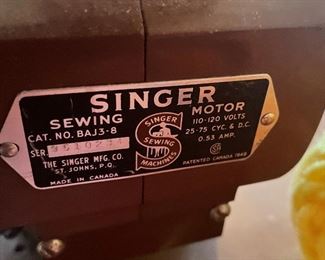 SINGER
SEWING MOTOR
CAT. NO. BAJ3-8 110-120 VOLTS
25-75 CYC. & D.C.
SER. 0.53 AMP.
SINGER
SEWING
MACHINES
THE SINGER MFG. CO.
ST. JOHNS, P.Q.
MADE IN CANADA
PATENTED CANADA 1949